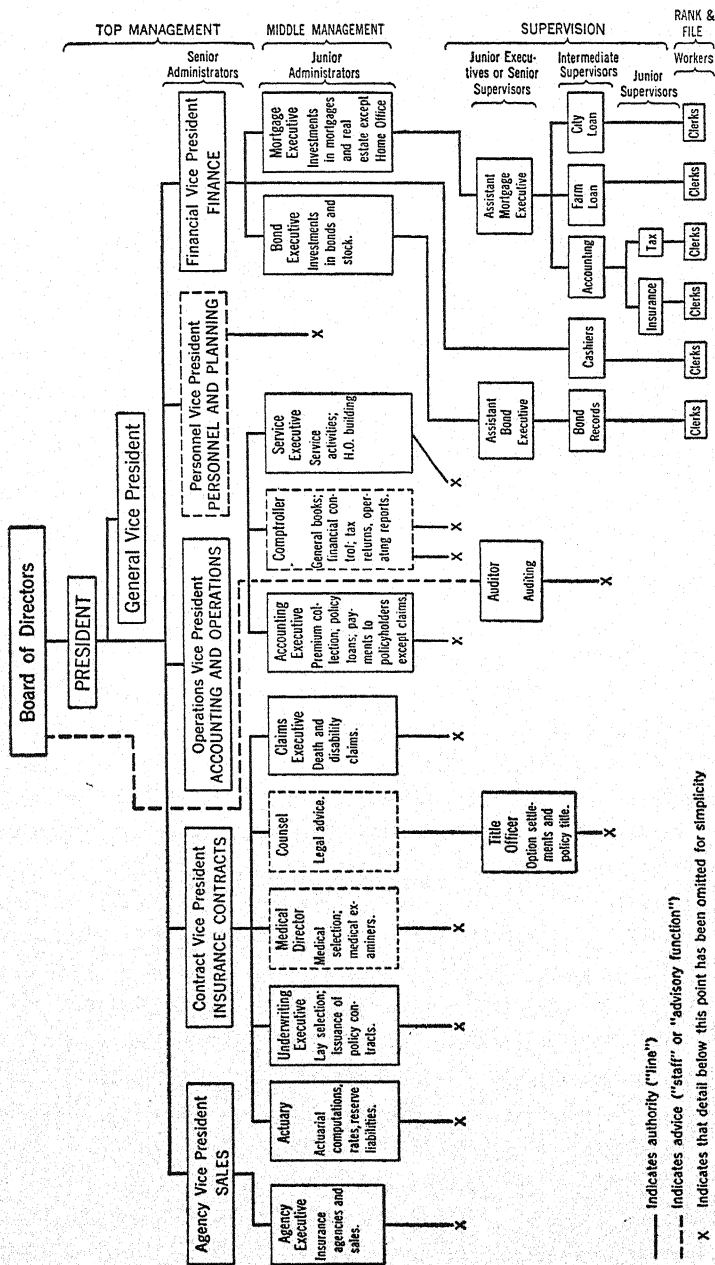 Board of Directors
PRESIDENT
General Vice President
TOP MANAGEMENT
Senior
Administrators
Agency Vice President
SALES
Contract Vice President
INSURANCE CONTRACTS
Operations Vice President
ACCOUNTING AND OPERATIONS
Personnel Vice President
PERSONNEL AND PLANNING
Financial Vice President
FINANCE
MIDDLE MANAGEMENT
Junior
Administrators
Agency
Executive
Insurance
agencies and
sales.
Actuary
Actuarial
computations,
rates, reserve
liabilities.
Underwriting
Executive
Lay selection;
Issuance of
policy con-
tracts.
Medical
Director
Medical
selection;
medical ex-
aminers.
Counsel
Legal advice.
Claims
Executive
Death and
disability
claims.
Accounting
Executive
Premium col-
lection, policy
loans; pay-
ments to
policyholders
except claims.
Comptroller
General books;
financial con-
trol; tax
returns, oper-
ating reports.
Service
Executive
Service
activities;
H.O. building
Bond
Executive
Investments
in bonds and
stock.
Mortgage
Executive
Investments
in mortgages
and real
estate except
Home Office
X
X
X
X
X
X
X
X
X
X
SUPERVISION
Junior Execu-
tives or Senior
Supervisors
Title
Officer
Option settle-
ments and
policy title.
X
Auditor
Auditing
X
Assistant
Bond
Executive
Assistant
Mortgage
Executive
Intermediate
Supervisors
Bond
Records
Cashiers
Accounting
Farm
Loan
City
Loan
Junior
Supervisors
Insurance
Tax
RANK &
FILE
Workers
Clerks
Clerks
Clerks
Clerks
Clerks
Clerks
Indicates authority ("line")
Indicates advice ("staff" or "advisory function")
X Indicates that detail below this point has been omitted for simplicity